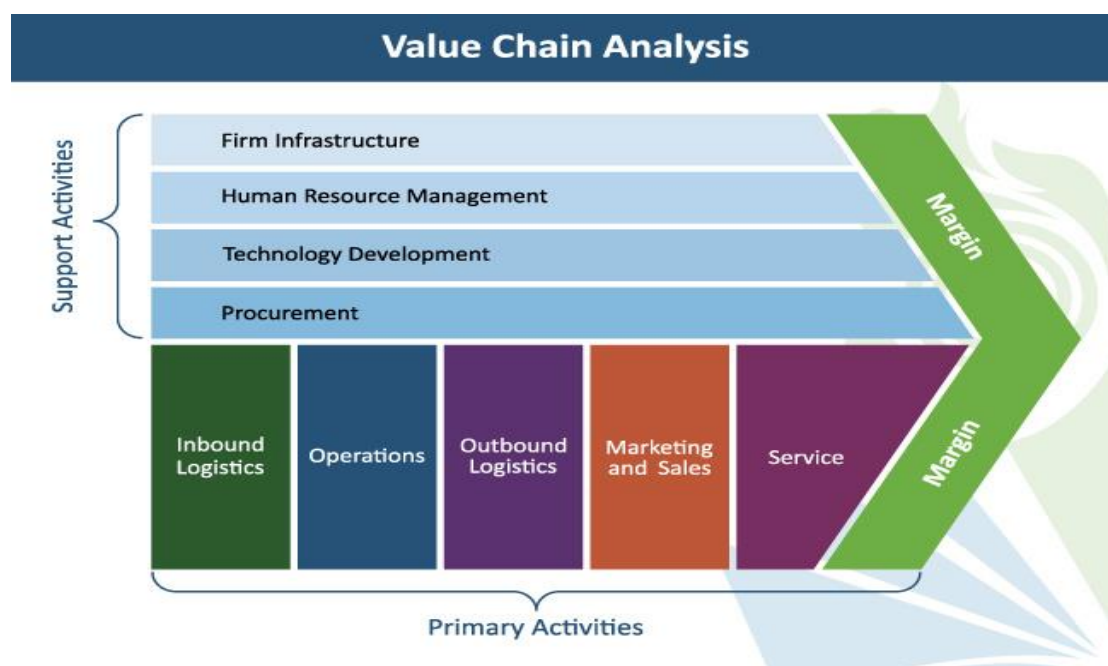 Value Chain Analysis
Support Activities
Firm Infrastructure
Human Resource Management
Technology Development
Procurement
Margin
Inbound
Logistics
Operations
Outbound
Logistics
Marketing
and Sales
Service
Margin
Primary Activities